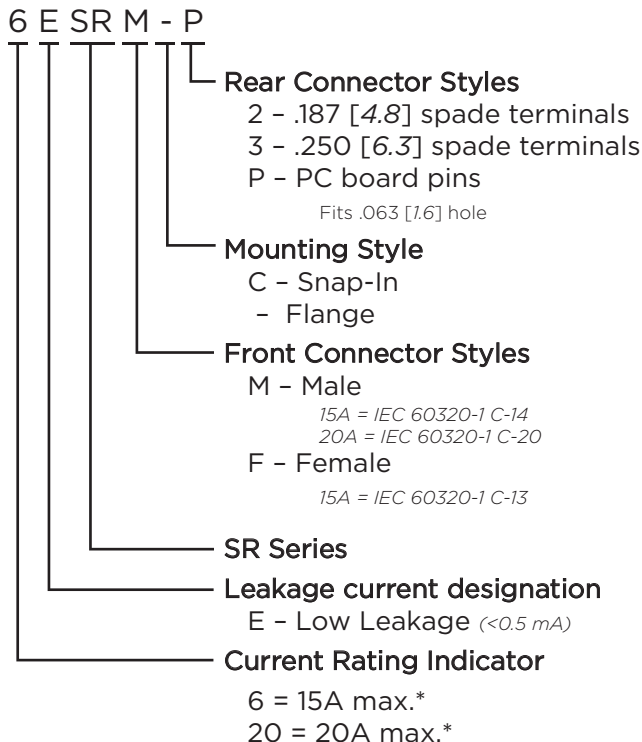 6 E SR M - P
Rear Connector Styles
2 – .187 [4.8] spade terminals
3 – .250 [6.3] spade terminals
P – PC board pins
Fits .063 [1.6] hole
Mounting Style
C – Snap-In
– Flange
Front Connector Styles
M – Male
15A = IEC 60320-1 C-14
20A = IEC 60320-1 C-20
F – Female
15A = IEC 60320-1 C-13
SR Series
Leakage current designation
E – Low Leakage (<0.5 mA)
Current Rating Indicator
6 = 15A max.*
20 = 20A max.*